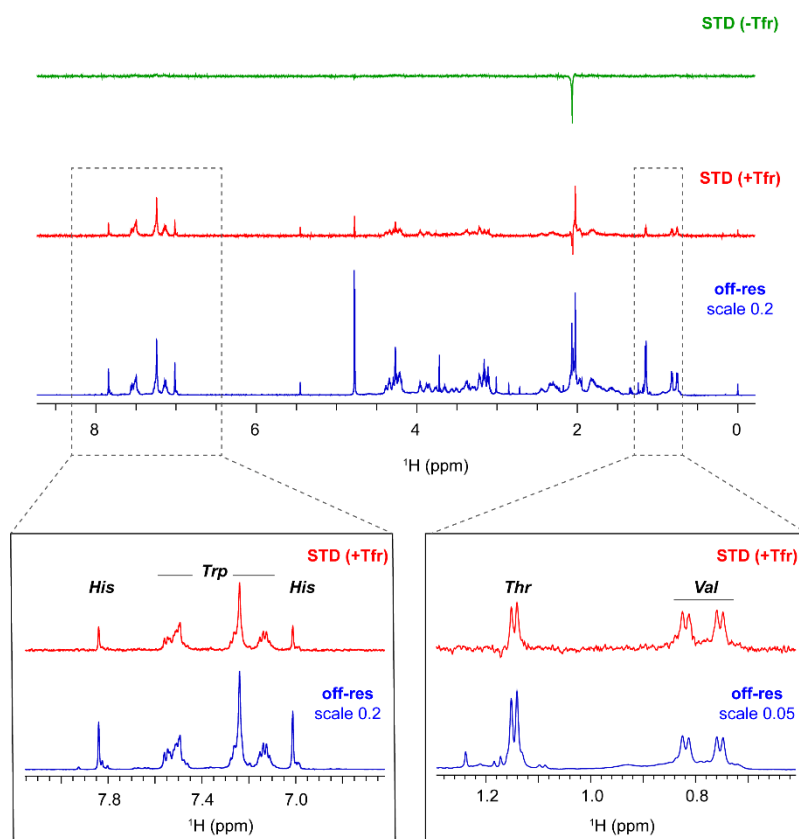 STD (-Tfr)
STD (+Tfr)
off-res
scale 0.2
8 6 4 2 0
¹H (ppm)
STD (+Tfr)
His Trp His
off-res
scale 0.2
7.8 7.4 7.0
¹H (ppm)
STD (+Tfr)
Thr Val
off-res
scale 0.05
1.2 1.0 0.8
¹H (ppm)